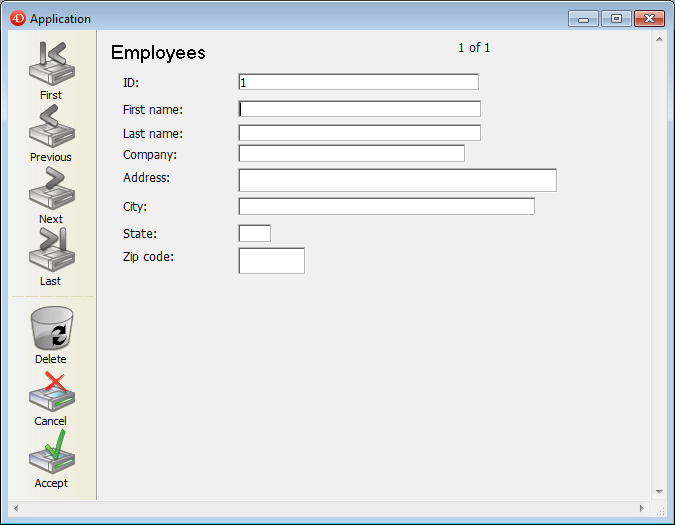 4D Application
Employees
1 of 1
ID: 1
First name:
Last name:
Company:
Address:
City:
State:
Zip code:
First
Previous
Next
Last
Delete
Cancel
Accept